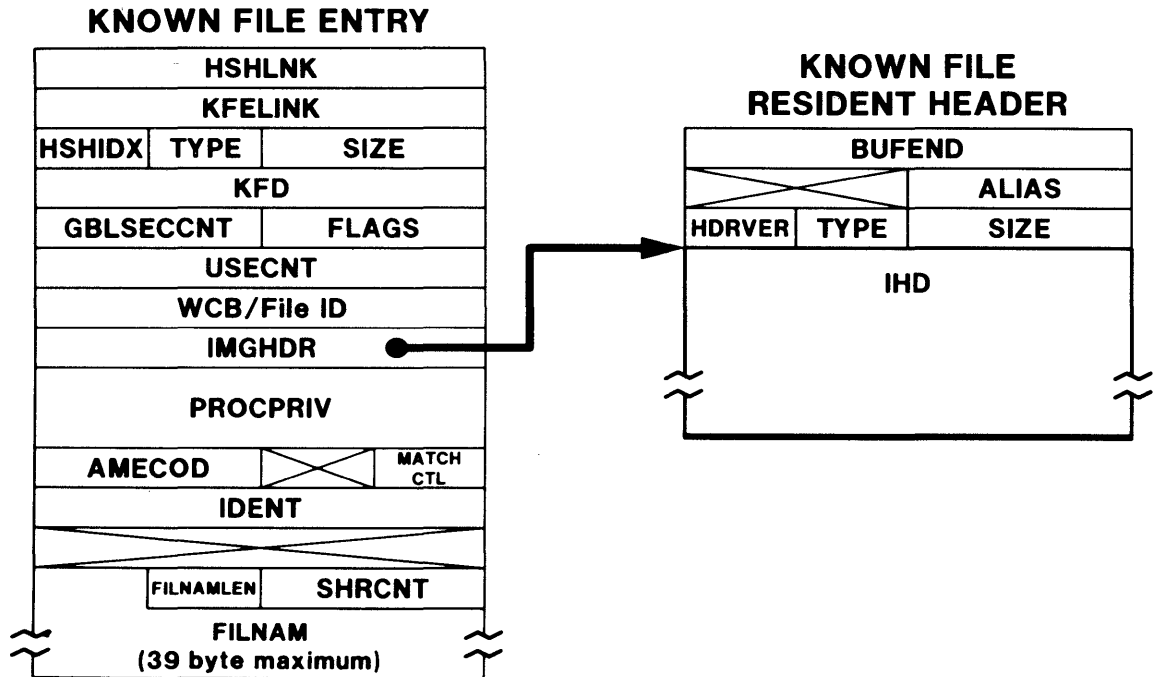 KNOWN FILE ENTRY
HSHLNK
KFELINK
HSHIDX TYPE SIZE
KFD
GBLSECCNT FLAGS
USECNT
WCB/File ID
IMGHDR
PROCPRIV
AMECOD MATCH
CTL
IDENT
FILNAMLEN SHRCNT
FILNAM
(39 byte maximum)
KNOWN FILE
RESIDENT HEADER
BUFEND
ALIAS
HDRVER TYPE SIZE
IHD